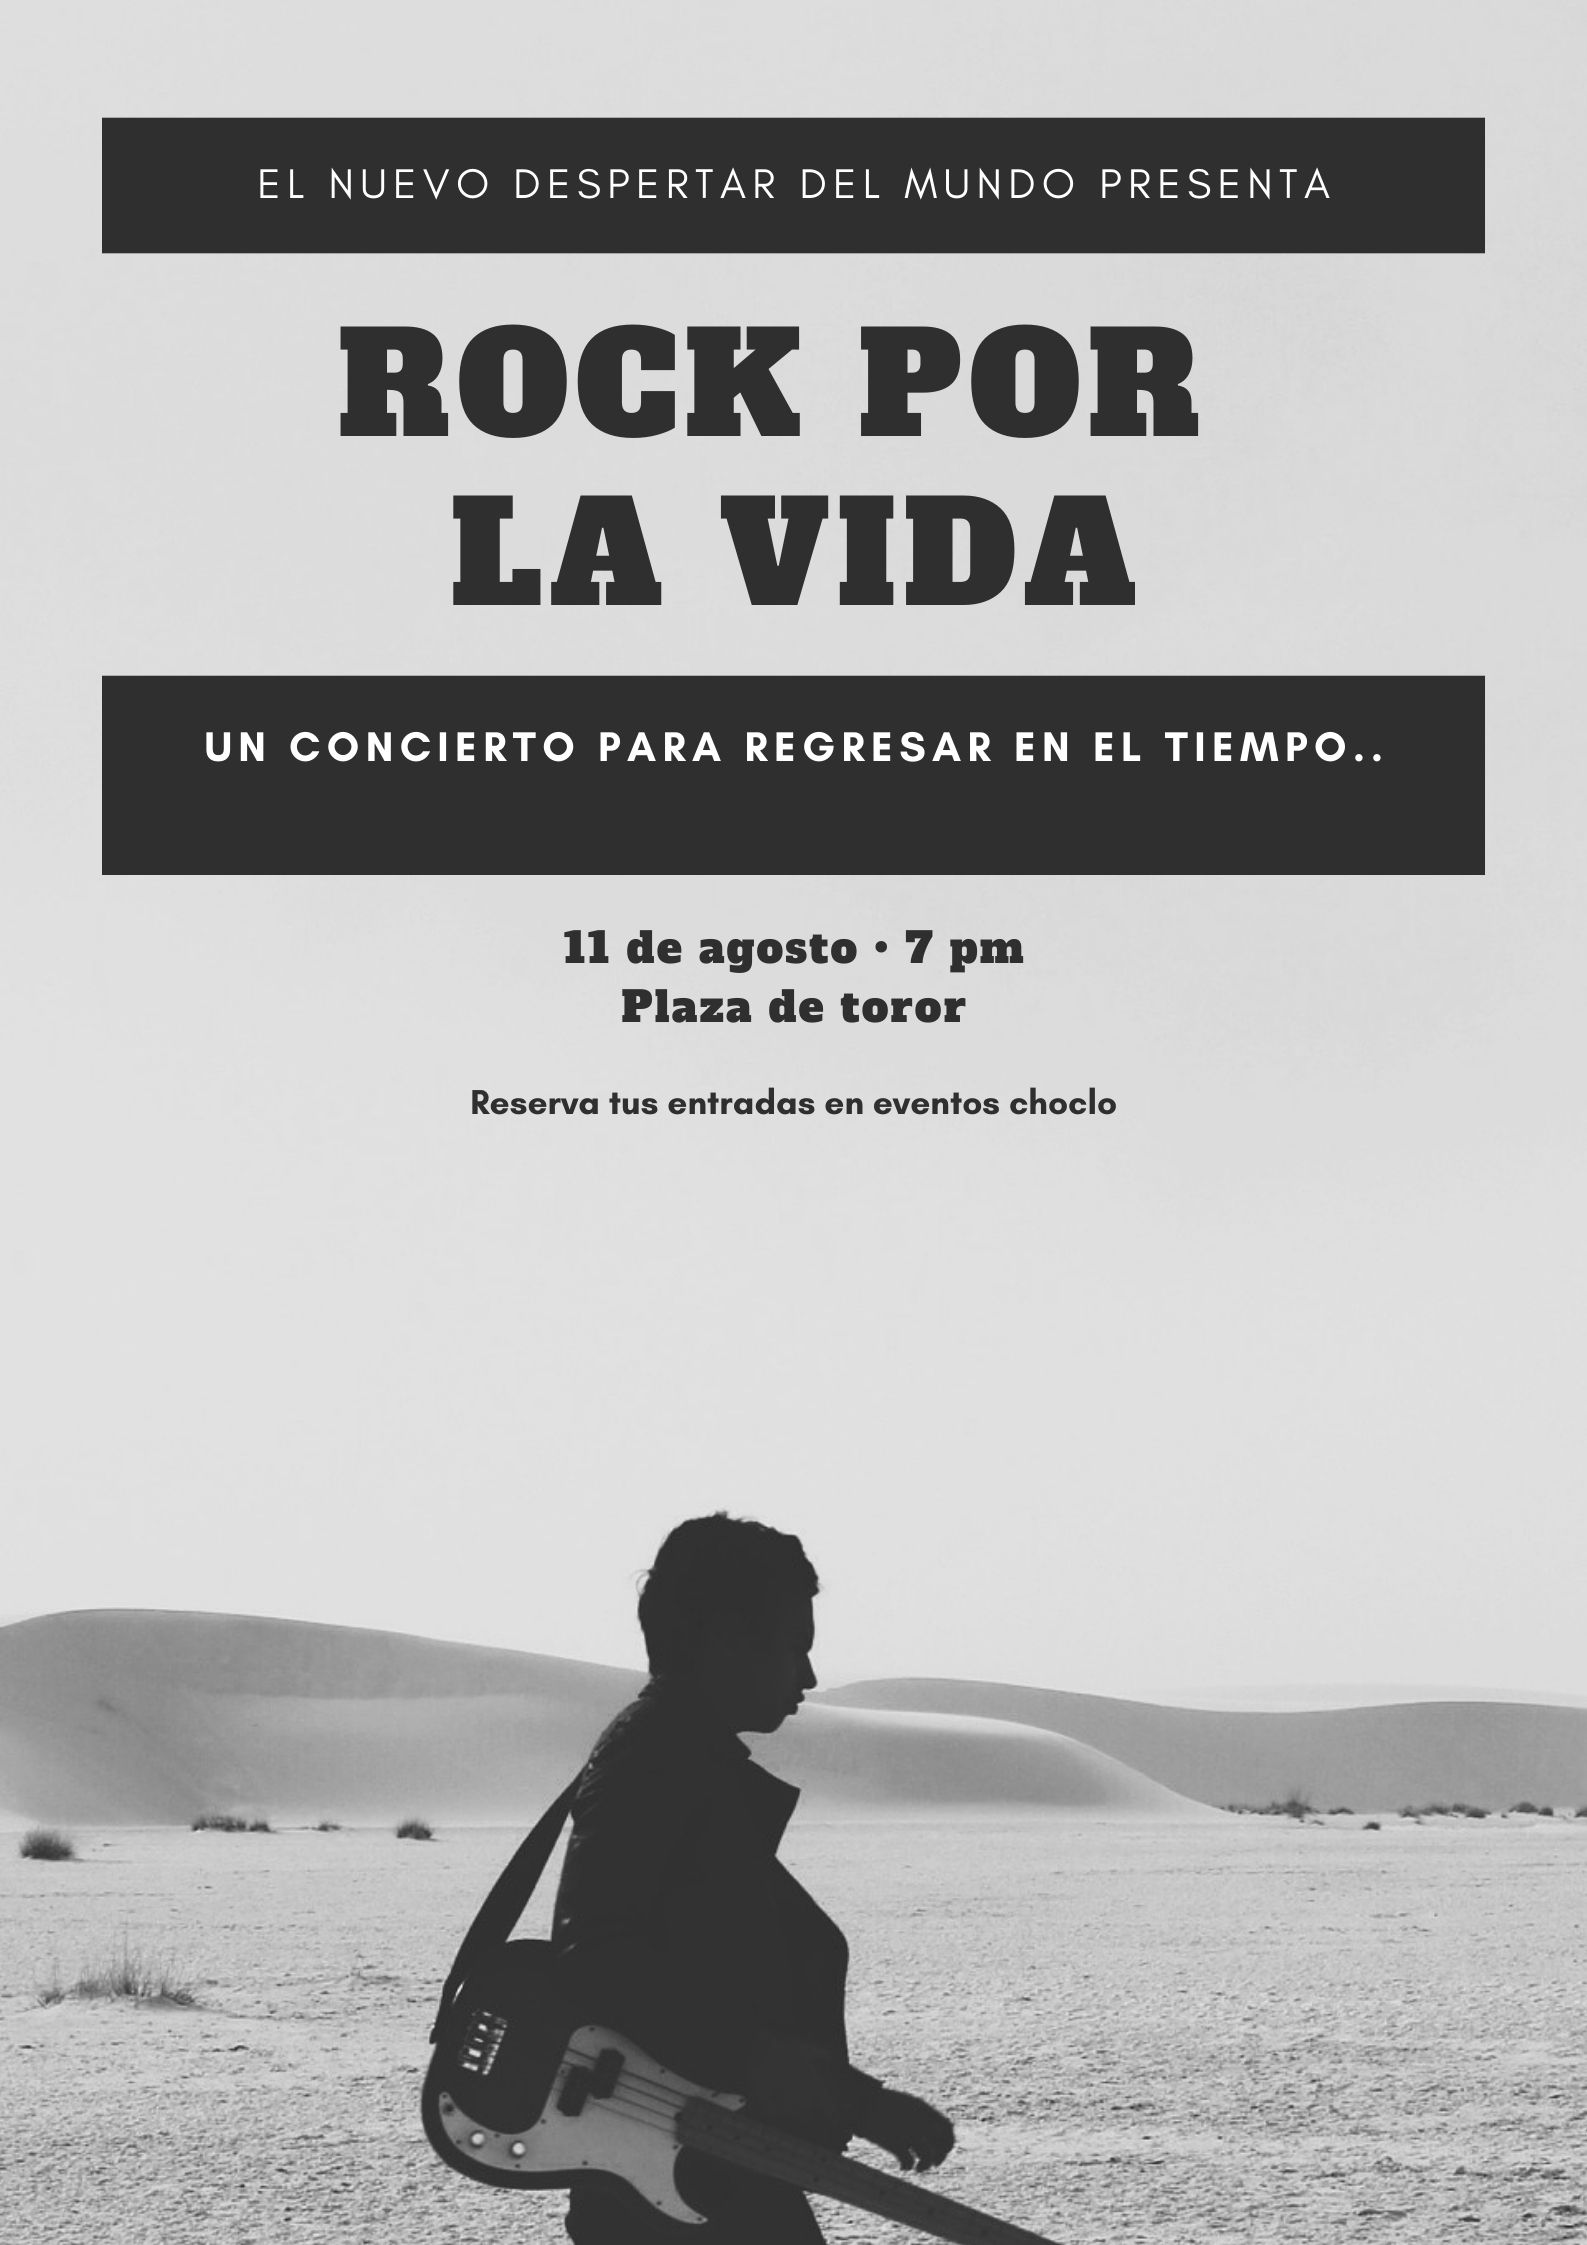 EL NUEVO DESPERTAR DEL MUNDO PRESENTA
ROCK POR
LA VIDA
UN CONCIERTO PARA REGRESAR EN EL TIEMPO..
11 de agosto • 7 pm
Plaza de toror
Reserva tus entradas en eventos choclo